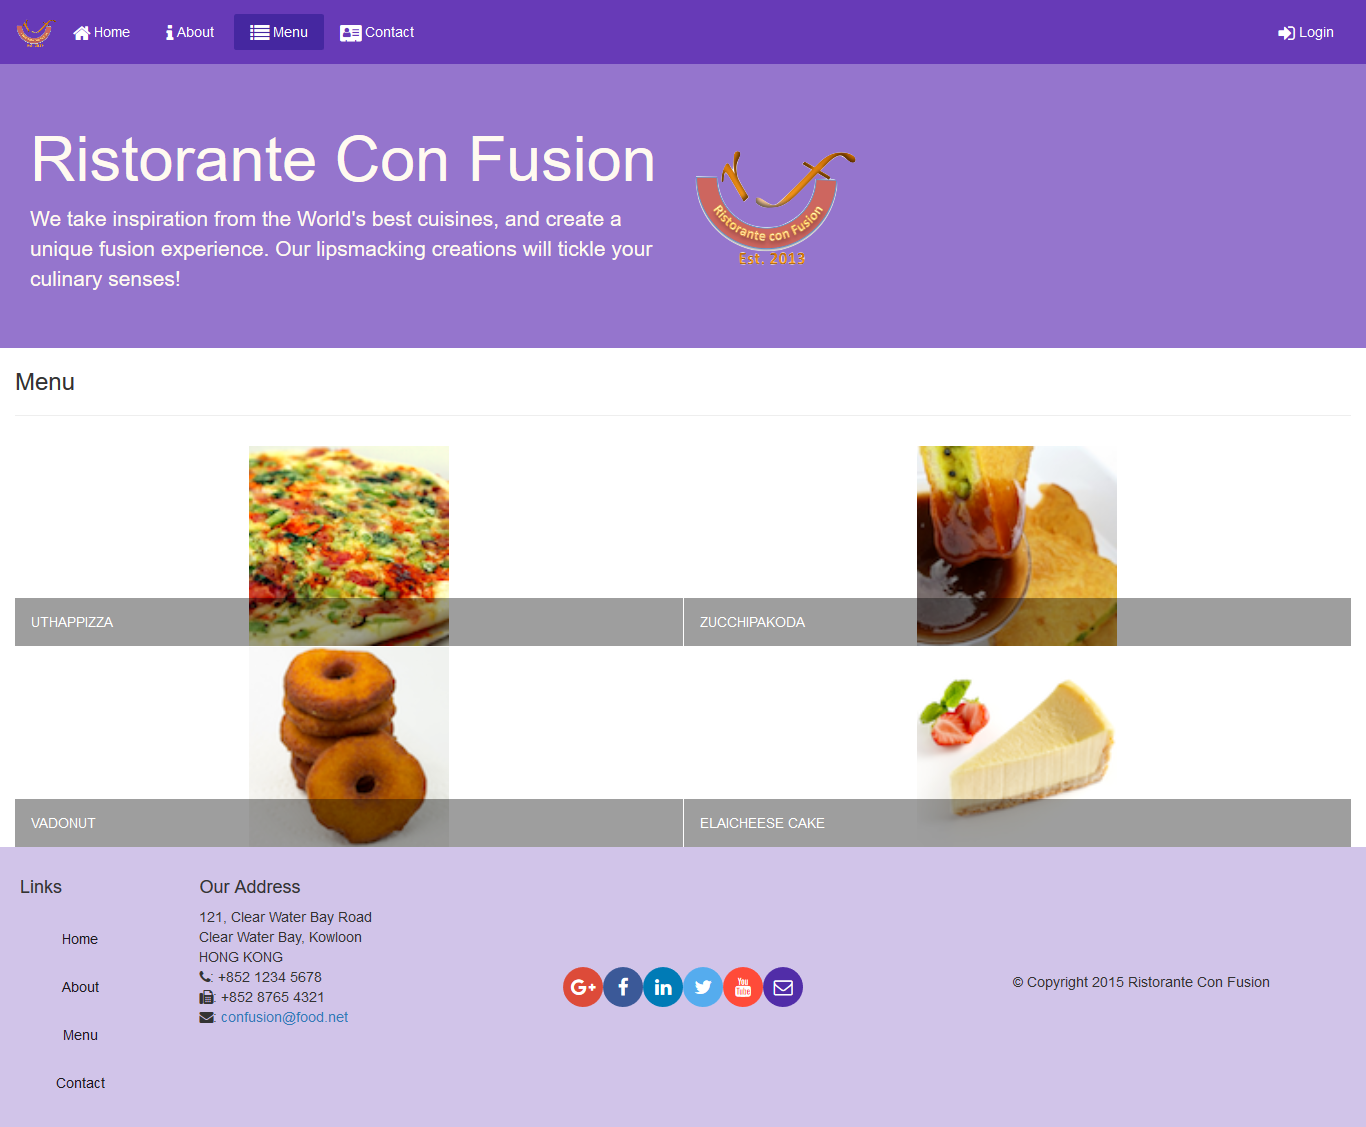 Home
About
Menu
Contact
Login
Ristorante Con Fusion
We take inspiration from the World's best cuisines, and create a
unique fusion experience. Our lipsmacking creations will tickle your
culinary senses!
Ristorante con Fusion
Est. 2013
Menu
UTHAPPIZZA
ZUCCHIPAKODA
VADONUT
ELAICHEESE CAKE
Links
Home
About
Menu
Contact
Our Address
121, Clear Water Bay Road
Clear Water Bay, Kowloon
HONG KONG
: +852 1234 5678
: +852 8765 4321
: confusion@food.net
G+
f
in
You Tube
© Copyright 2015 Ristorante Con Fusion